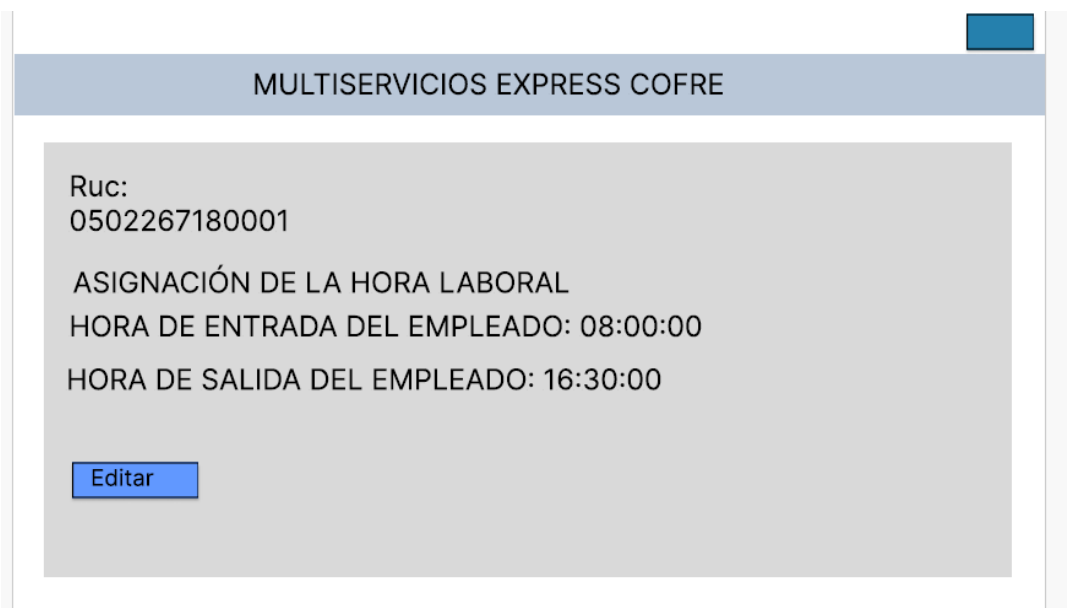 MULTISERVICIOS EXPRESS COFRE
Ruc:
0502267180001
ASIGNACIÓN DE LA HORA LABORAL
HORA DE ENTRADA DEL EMPLEADO: 08:00:00
HORA DE SALIDA DEL EMPLEADO: 16:30:00
Editar